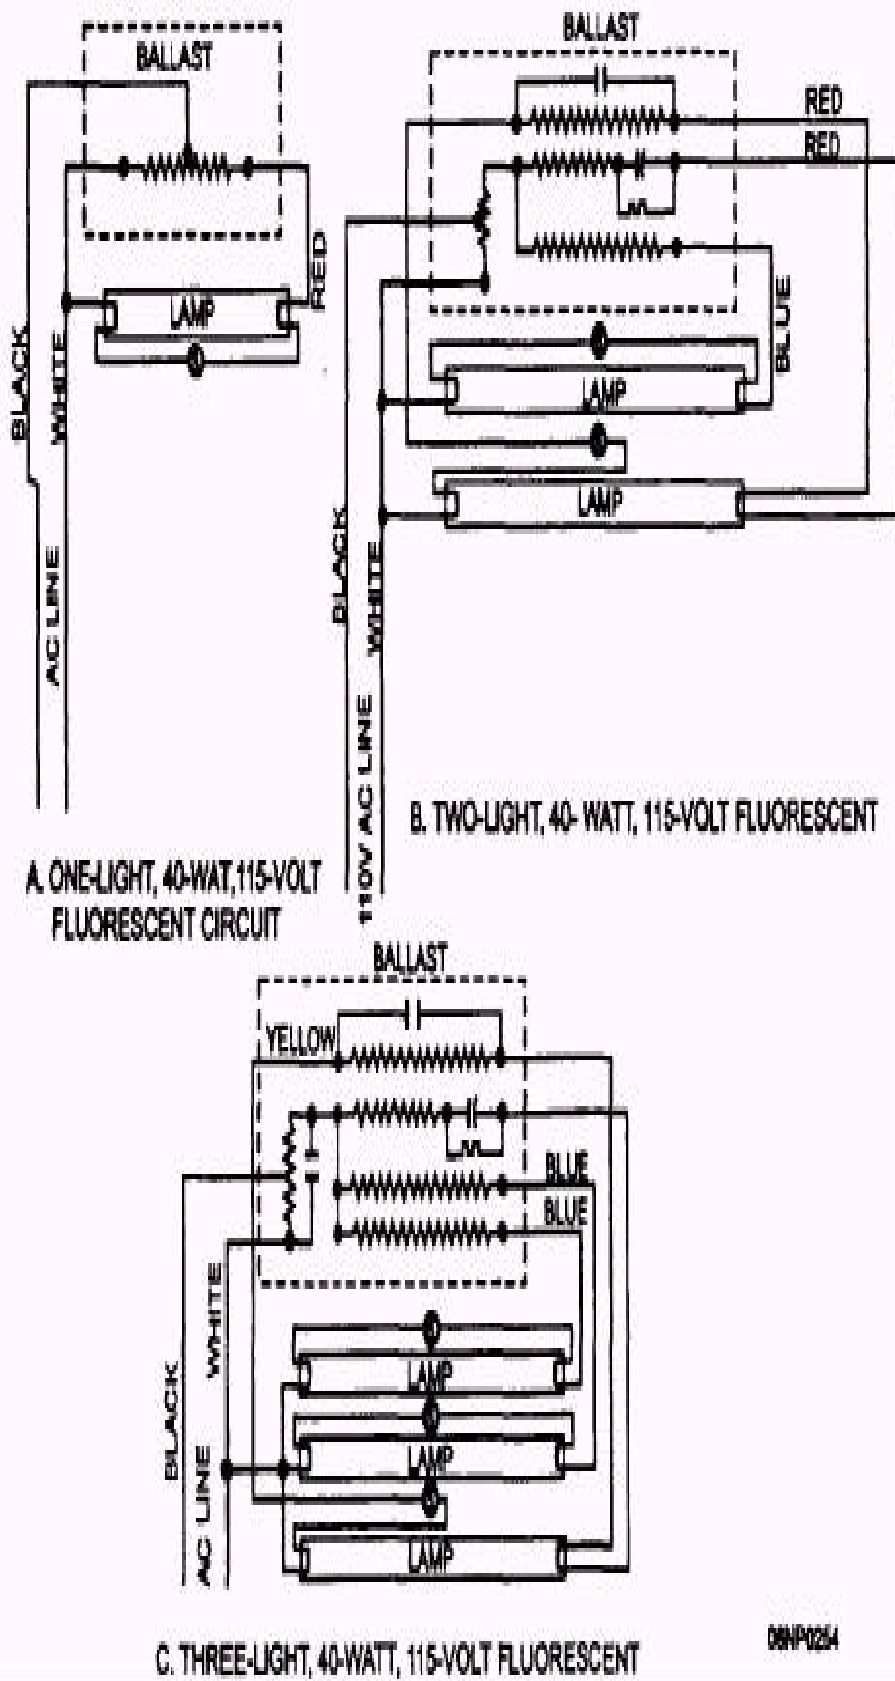 BALLAST
RED
LAMP
BLACK
WHITE
AC LINE
A. ONE-LIGHT, 40-WAT, 115-VOLT
FLUORESCENT CIRCUIT
BALLAST
RED
RED
BLUE
LAMP
LAMP
BLACK
WHITE
110V AC LINE
B. TWO-LIGHT, 40- WATT, 115-VOLT FLUORESCENT
BALLAST
YELLOW
BLUE
BLUE
WHITE
BLACK
AC LINE
LAMP
LAMP
LAMP
C. THREE-LIGHT, 40-WATT, 115-VOLT FLUORESCENT